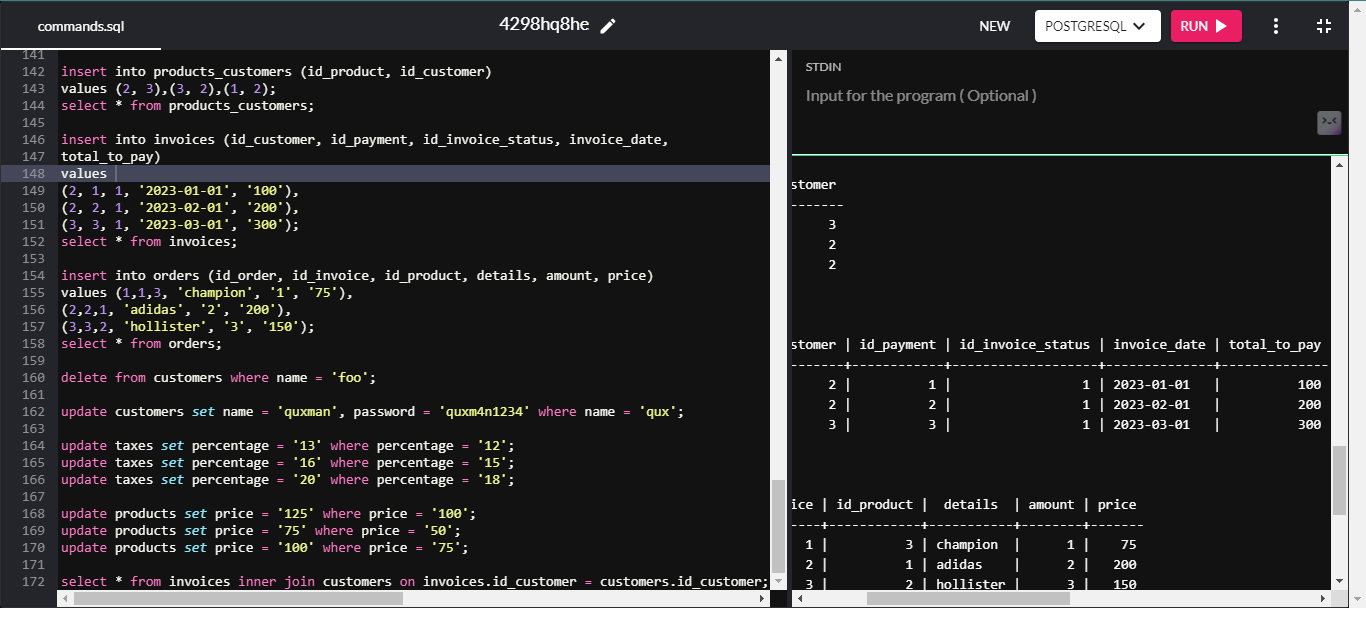 commands.sql
4298hq8he
NEW
POSTGRESQL
RUN
141
142 insert into products_customers (id_product, id_customer)
143 values (2, 3),(3, 2),(1, 2);
144 select * from products_customers;
145
146 insert into invoices (id_customer, id_payment, id_invoice_status, invoice_date,
147 total_to_pay)
148 values
149 (2, 1, 1, '2023-01-01', '100'),
150 (2, 2, 1, '2023-02-01', '200'),
151 (3, 3, 1, '2023-03-01', '300');
152 select * from invoices;
153
154 insert into orders (id_order, id_invoice, id_product, details, amount, price)
155 values (1,1,3, 'champion', '1', '75'),
156 (2,2,1, 'adidas', '2', '200'),
157 (3,3,2, 'hollister', '3', '150');
158 select * from orders;
159
160 delete from customers where name = 'foo';
161
162 update customers set name = 'quxman', password = 'quxm4n1234' where name = 'qux';
163
164 update taxes set percentage = '13' where percentage = '12';
165 update taxes set percentage = '16' where percentage = '15';
166 update taxes set percentage = '20' where percentage = '18';
167
168 update products set price = '125' where price = '100';
169 update products set price = '75' where price = '50';
170 update products set price = '100' where price = '75';
171
172 select * from invoices inner join customers on invoices.id_customer = customers.id_customer;
STDIN
Input for the program ( Optional )
stomer
-------
3
2
2
stomer | id_payment | id_invoice_status | invoice_date | total_to_pay
-------+------------+-------------------+--------------+--------------
2 | 1 | 1 | 2023-01-01 | 100
2 | 2 | 1 | 2023-02-01 | 200
3 | 3 | 1 | 2023-03-01 | 300
ice | id_product | details | amount | price
----+------------+-----------+--------+-------
1 | 3 | champion | 1 | 75
2 | 1 | adidas | 2 | 200
3 | 2 | hollister | 3 | 150